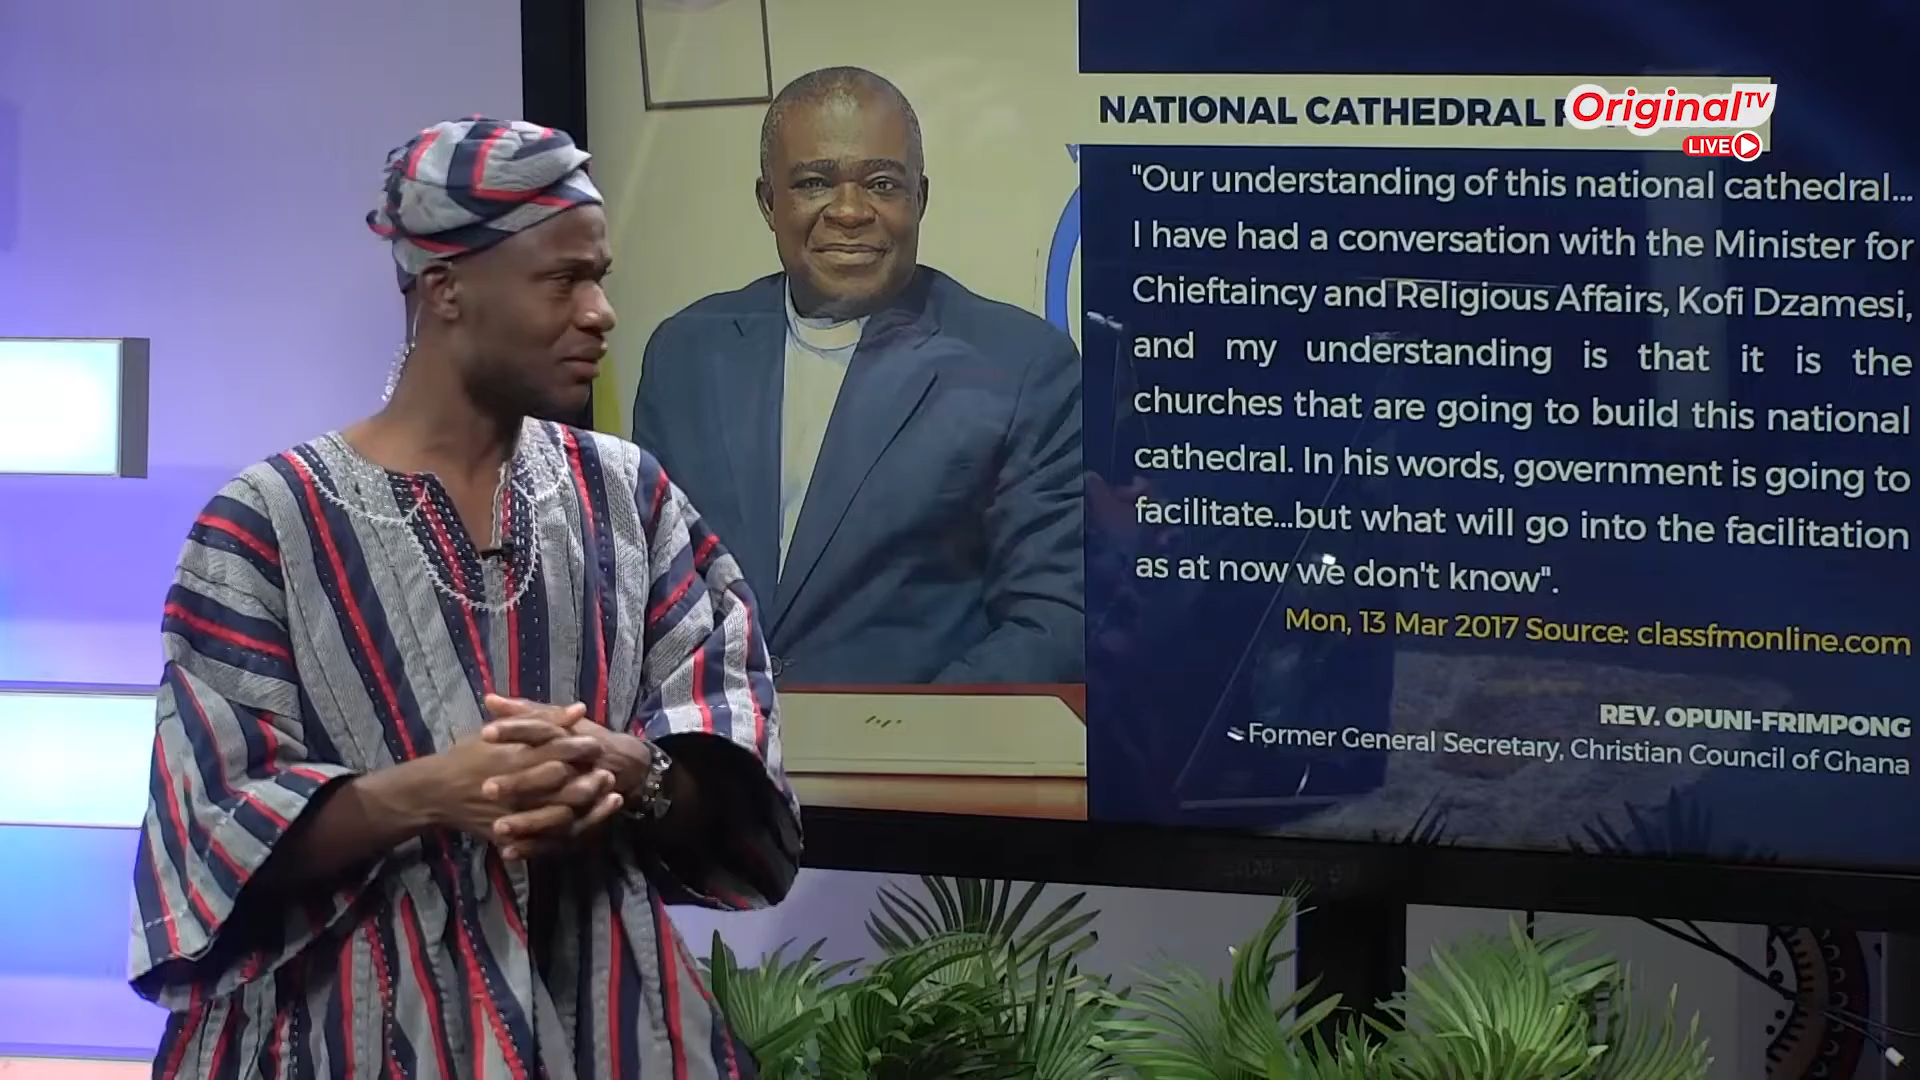 NATIONAL CATHEDRAL
OriginalTV
LIVE
"Our understanding of this national cathedral...
I have had a conversation with the Minister for
Chieftaincy and Religious Affairs, Kofi Dzamesi,
and my understanding is that it is the
churches that are going to build this national
cathedral. In his words, government is going to
facilitate...but what will go into the facilitation
as at now we don't know".
Mon, 13 Mar 2017 Source: classfmonline.com
REV. OPUNI-FRIMPONG
Former General Secretary, Christian Council of Ghana